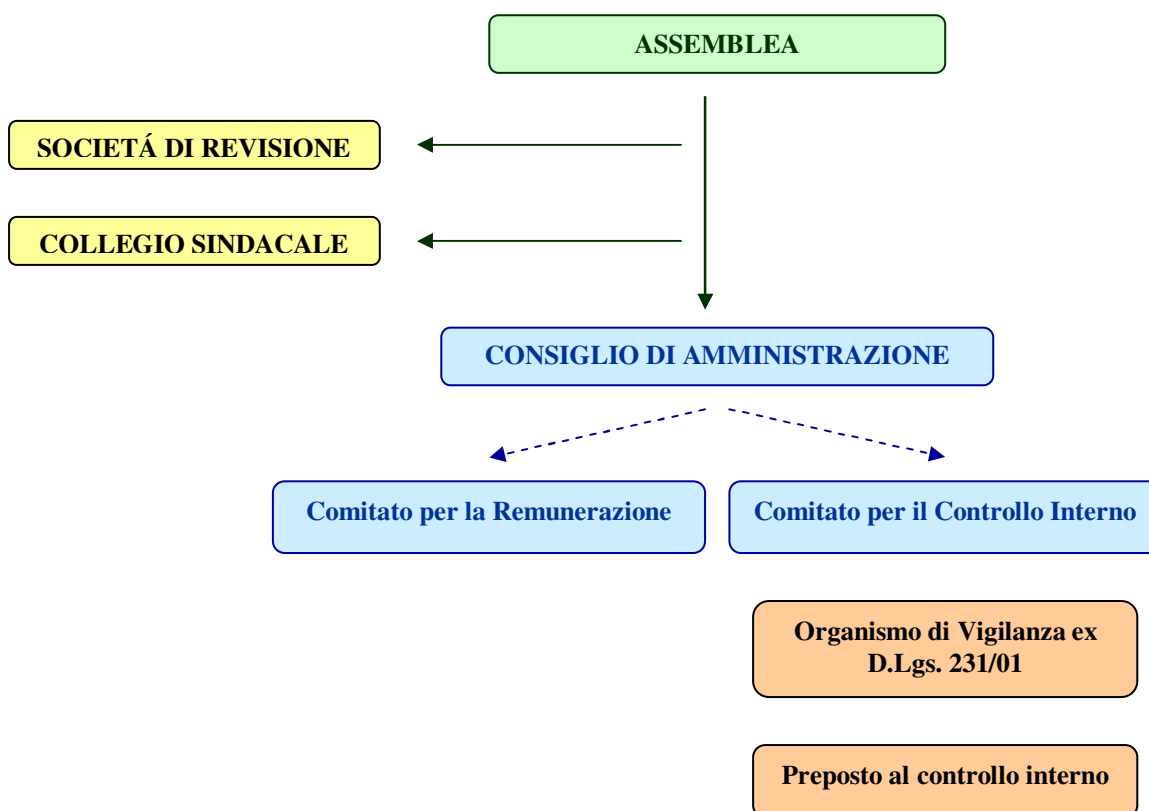 ASSEMBLEA
SOCIETÁ DI REVISIONE
COLLEGIO SINDACALE
CONSIGLIO DI AMMINISTRAZIONE
Comitato per la Remunerazione
Comitato per il Controllo Interno
Organismo di Vigilanza ex
D.Lgs. 231/01
Preposto al controllo interno